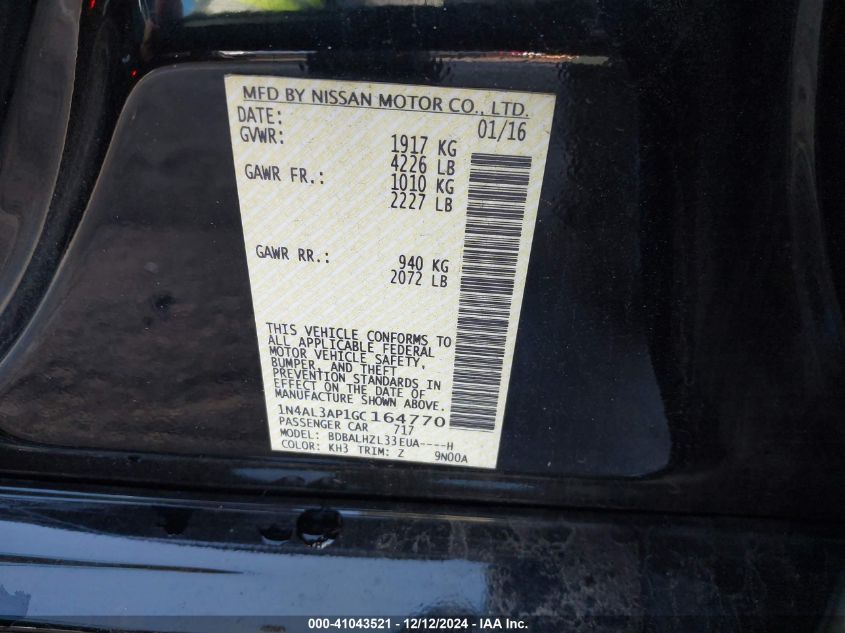 MFD BY NISSAN MOTOR CO., LTD.
DATE: 01/16
GVWR: 1917 KG
4226 LB
GAWR FR.: 1010 KG
2227 LB
GAWR RR.: 940 KG
2072 LB
THIS VEHICLE CONFORMS TO
ALL APPLICABLE FEDERAL
MOTOR VEHICLE SAFETY,
BUMPER, AND THEFT
PREVENTION STANDARDS IN
EFFECT ON THE DATE OF
MANUFACTURE SHOWN ABOVE.
1N4AL3AP1GC164770
PASSENGER CAR 717
MODEL: BDBALHZL33EUA----H
COLOR: KH3 TRIM: Z 9N00A
000-41043521 - 12/12/2024 - IAA Inc.